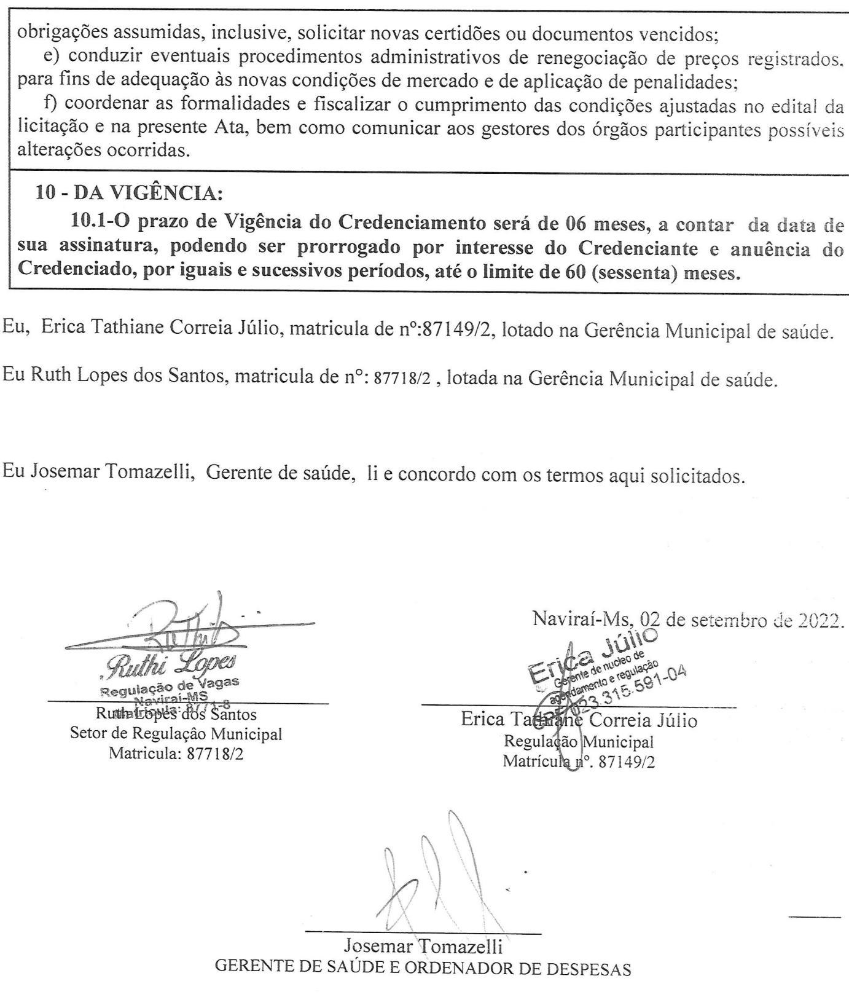 obrigações assumidas, inclusive, solicitar novas certidões ou documentos vencidos;
e) conduzir eventuais procedimentos administrativos de renegociação de preços registrados,
para fins de adequação às novas condições de mercado e de aplicação de penalidades;
f) coordenar as formalidades e fiscalizar o cumprimento das condições ajustadas no edital da
licitação e na presente Ata, bem como comunicar aos gestores dos órgãos participantes possíveis
alterações ocorridas.
10 - DA VIGÊNCIA:
10.1-O prazo de Vigência do Credenciamento será de 06 meses, a contar da data de
sua assinatura, podendo ser prorrogado por interesse do Credenciante e anuência do
Credenciado, por iguais e sucessivos períodos, até o limite de 60 (sessenta) meses.
Eu, Erica Tathiane Correia Júlio, matricula de nº:87149/2, lotado na Gerência Municipal de saúde.
Eu Ruth Lopes dos Santos, matricula de n°: 87718/2 , lotada na Gerência Municipal de saúde.
Eu Josemar Tomazelli, Gerente de saúde, li e concordo com os termos aqui solicitados.
Naviraí-Ms, 02 de setembro de 2022.
Ruthi Lopes
Regulação de Vagas
Naviraí-MS
Matrícula: 8771-8
Ruth Lopes dos Santos
Setor de Regulação Municipal
Matricula: 87718/2
Erica Júlio
Gerente de nucleo de
agendamento e regulação
CPF 023.315.591-04
Erica Tathiane Correia Júlio
Regulação Municipal
Matrícula nº. 87149/2
Josemar Tomazelli
GERENTE DE SAÚDE E ORDENADOR DE DESPESAS